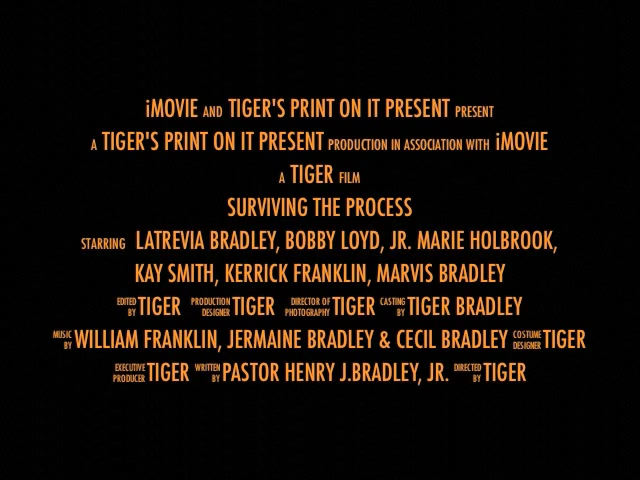 iMOVIE AND TIGER'S PRINT ON IT PRESENT PRESENT
A TIGER'S PRINT ON IT PRESENT PRODUCTION IN ASSOCIATION WITH iMOVIE
A TIGER FILM
SURVIVING THE PROCESS
STARRING LATREVIA BRADLEY, BOBBY LOYD, JR. MARIE HOLBROOK,
KAY SMITH, KERRICK FRANKLIN, MARVIS BRADLEY
EDITED BY TIGER PRODUCTION DESIGNER TIGER DIRECTOR OF PHOTOGRAPHY TIGER CASTING BY TIGER BRADLEY
MUSIC BY WILLIAM FRANKLIN, JERMAINE BRADLEY & CECIL BRADLEY COSTUME DESIGNER TIGER
EXECUTIVE PRODUCER TIGER WRITTEN BY PASTOR HENRY J.BRADLEY, JR. DIRECTED BY TIGER